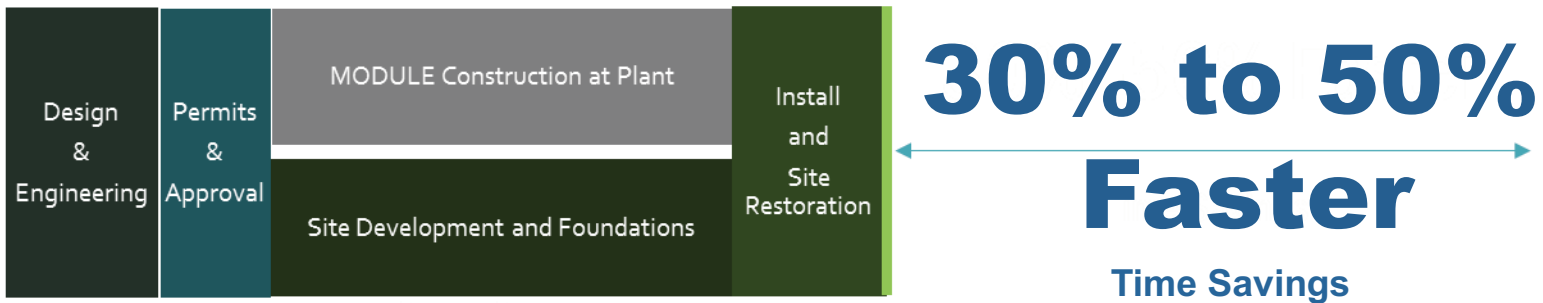 Design
&
Engineering
Permits
&
Approval
MODULE Construction at Plant
Site Development and Foundations
Install
and
Site
Restoration
30% to 50%
Faster
Time Savings